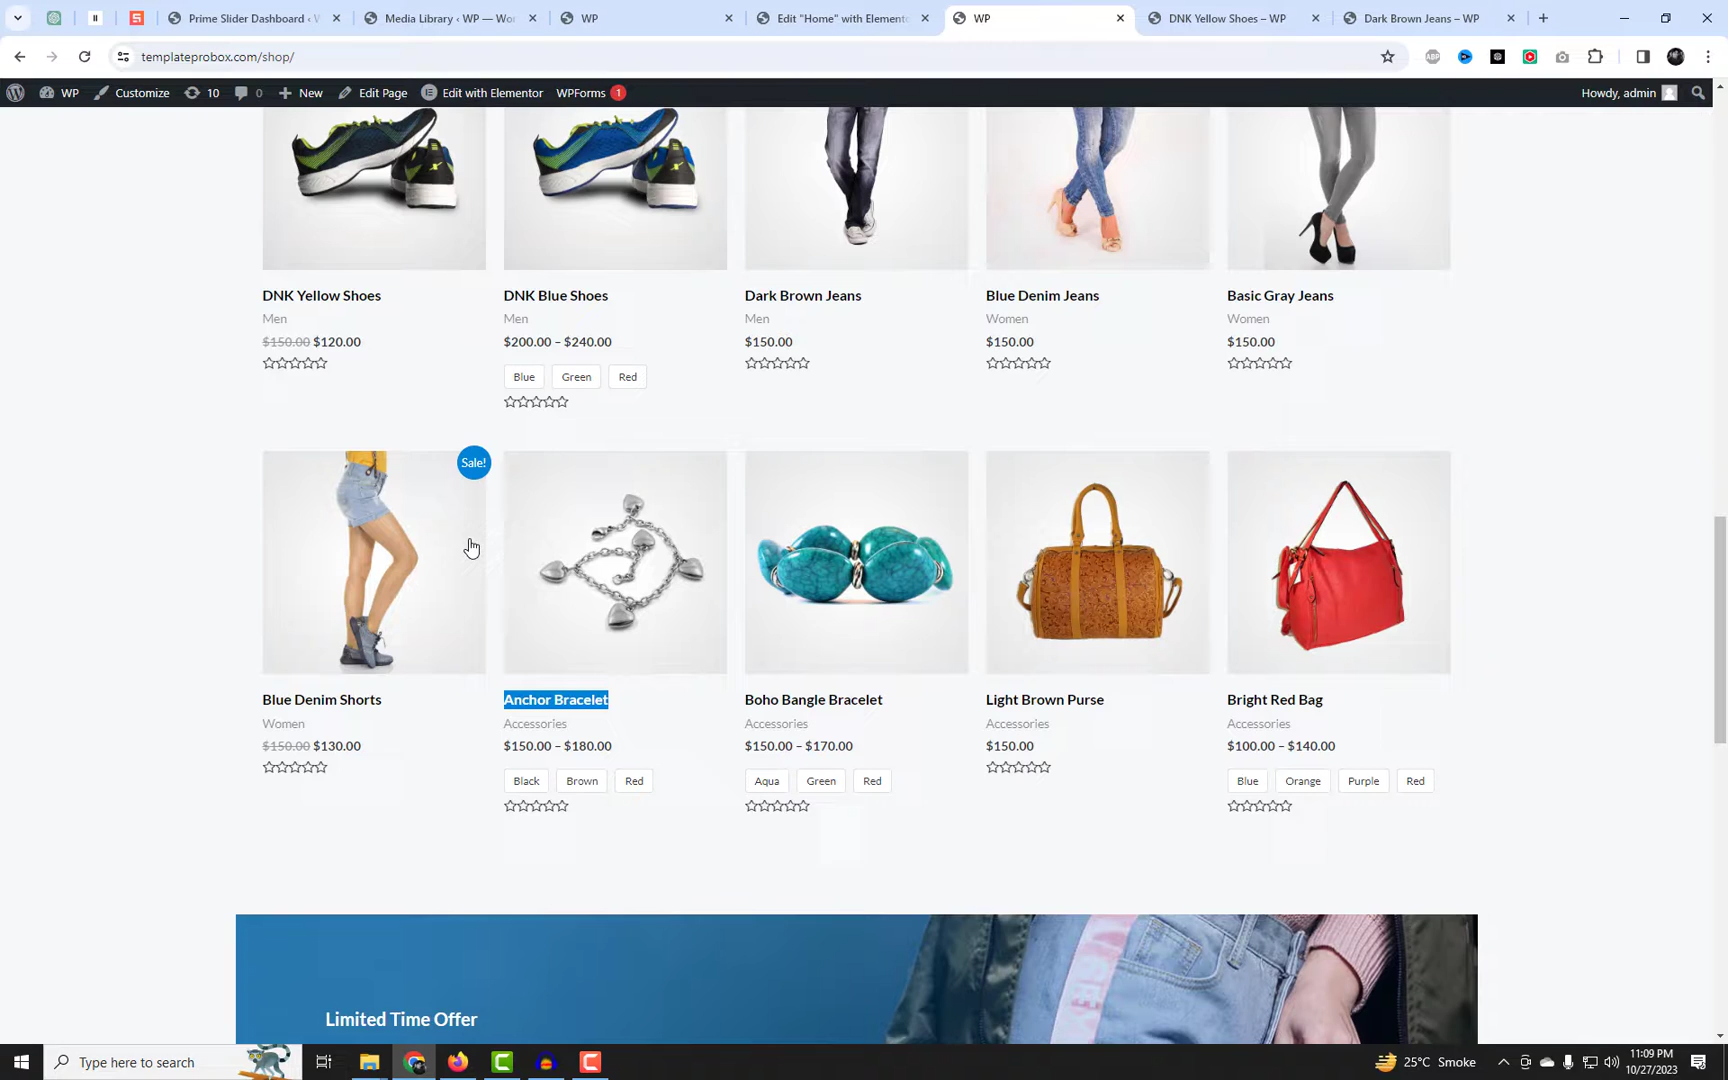 Prime Slider Dashboard ‹ W
Media Library ‹ WP — Wor
WP
Edit "Home" with Elemento
WP
DNK Yellow Shoes – WP
Dark Brown Jeans – WP
templateprobox.com/shop/
WP Customize 10 0 New Edit Page Edit with Elementor WPForms 1
Howdy, admin
DNK Yellow Shoes
Men
$150.00 $120.00
DNK Blue Shoes
Men
$200.00 – $240.00
Blue Green Red
Dark Brown Jeans
Men
$150.00
Blue Denim Jeans
Women
$150.00
Basic Gray Jeans
Women
$150.00
Sale!
Blue Denim Shorts
Women
$150.00 $130.00
Anchor Bracelet
Accessories
$150.00 – $180.00
Black Brown Red
Boho Bangle Bracelet
Accessories
$150.00 – $170.00
Aqua Green Red
Light Brown Purse
Accessories
$150.00
Bright Red Bag
Accessories
$100.00 – $140.00
Blue Orange Purple Red
Limited Time Offer
Type here to search
25°C Smoke
11:09 PM
10/27/2023